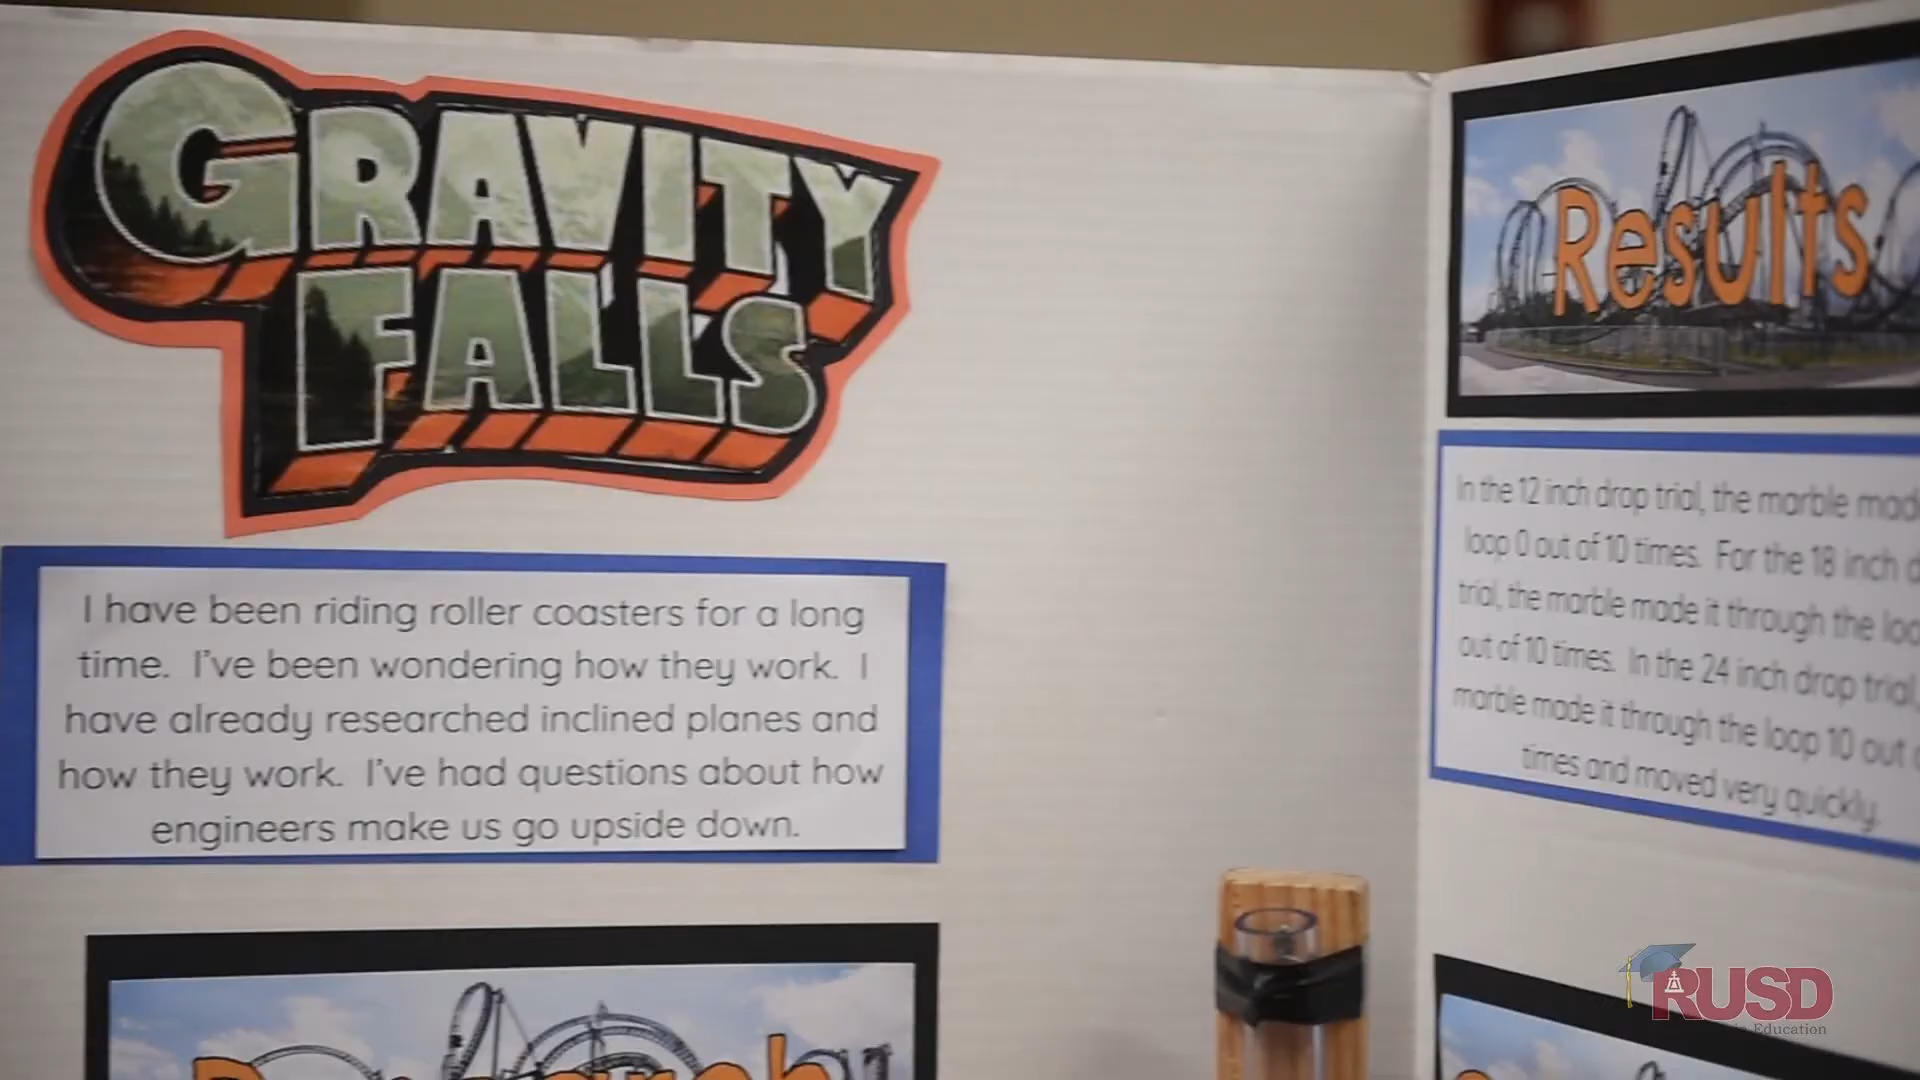 GRAVITY
FALLS
I have been riding roller coasters for a long
time. I've been wondering how they work. I
have already researched inclined planes and
how they work. I've had questions about how
engineers make us go upside down.
Results
In the 12 inch drop trial, the marble mad
loop 0 out of 10 times. For the 18 inch d
trial, the marble made it through the loo
out of 10 times. In the 24 inch drop trial,
marble made it through the loop 10 out o
times and moved very quickly.
RUSD
in Education